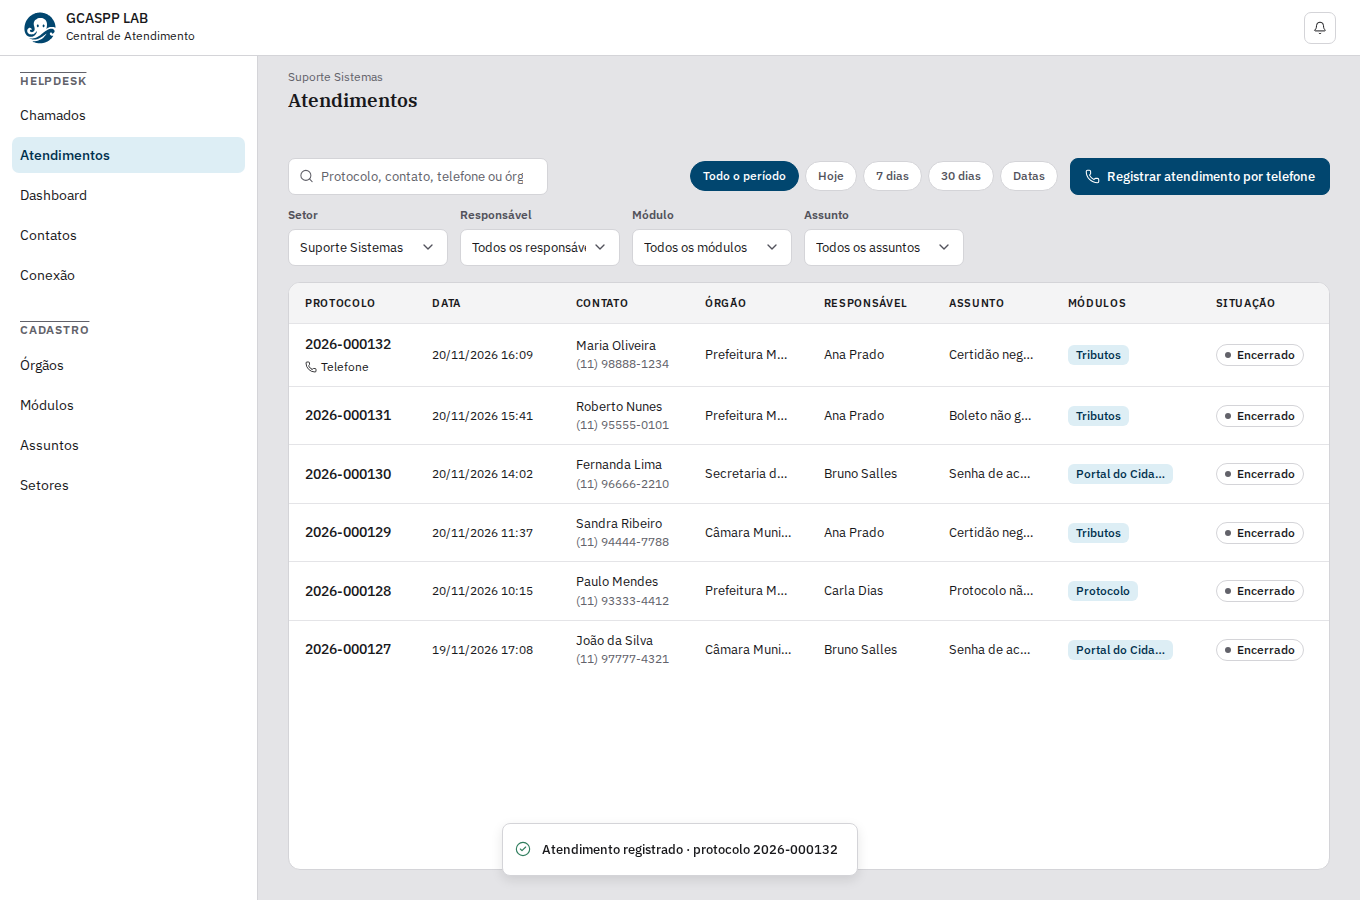 GCASPP LAB
Central de Atendimento
HELPDESK
Chamados
Atendimentos
Dashboard
Contatos
Conexão
CADASTRO
Órgãos
Módulos
Assuntos
Setores
Suporte Sistemas
Atendimentos
Protocolo, contato, telefone ou órg
Todo o período
Hoje
7 dias
30 dias
Datas
Registrar atendimento por telefone
Setor
Responsável
Módulo
Assunto
Suporte Sistemas
Todos os responsáve
Todos os módulos
Todos os assuntos
PROTOCOLO DATA CONTATO ÓRGÃO RESPONSÁVEL ASSUNTO MÓDULOS SITUAÇÃO
2026-000132
Telefone
20/11/2026 16:09
Maria Oliveira
(11) 98888-1234
Prefeitura M...
Ana Prado
Certidão neg...
Tributos
Encerrado
2026-000131
20/11/2026 15:41
Roberto Nunes
(11) 95555-0101
Prefeitura M...
Ana Prado
Boleto não g...
Tributos
Encerrado
2026-000130
20/11/2026 14:02
Fernanda Lima
(11) 96666-2210
Secretaria d...
Bruno Salles
Senha de ac...
Portal do Cida...
Encerrado
2026-000129
20/11/2026 11:37
Sandra Ribeiro
(11) 94444-7788
Câmara Muni...
Ana Prado
Certidão neg...
Tributos
Encerrado
2026-000128
20/11/2026 10:15
Paulo Mendes
(11) 93333-4412
Prefeitura M...
Carla Dias
Protocolo nã...
Protocolo
Encerrado
2026-000127
19/11/2026 17:08
João da Silva
(11) 97777-4321
Câmara Muni...
Bruno Salles
Senha de ac...
Portal do Cida...
Encerrado
Atendimento registrado · protocolo 2026-000132